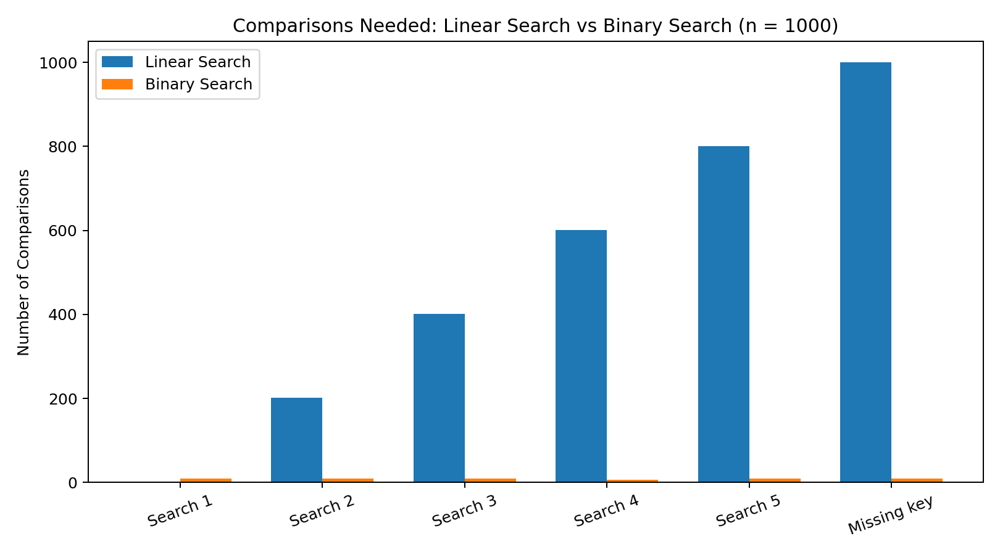 Comparisons Needed: Linear Search vs Binary Search (n = 1000)
Linear Search
Binary Search
Number of Comparisons
1000
800
600
400
200
0
Search 1
Search 2
Search 3
Search 4
Search 5
Missing key